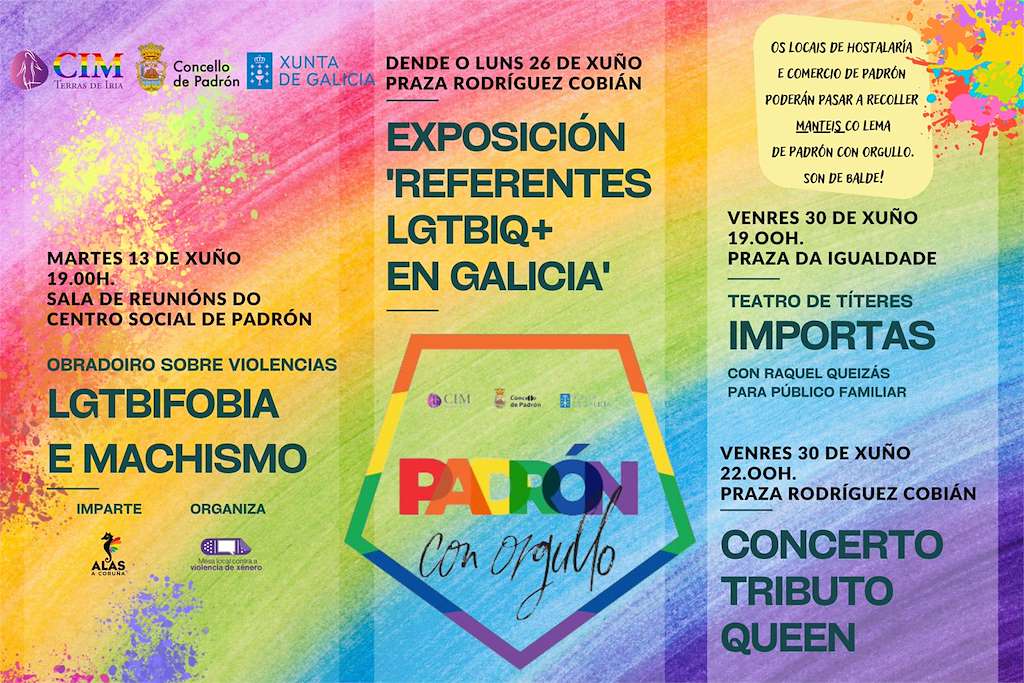 CIM
TERRAS DE IRIA
Concello
de Padrón
XUNTA
DE GALICIA
MARTES 13 DE XUÑO
19.00H.
SALA DE REUNIÓNS DO
CENTRO SOCIAL DE PADRÓN
OBRADOIRO SOBRE VIOLENCIAS
LGTBIFOBIA
E MACHISMO
IMPARTE
ORGANIZA
ALAS
A CORUÑA
Mesa local contra a
violencia de xénero
DENDE O LUNS 26 DE XUÑO
PRAZA RODRÍGUEZ COBIÁN
EXPOSICIÓN
'REFERENTES
LGTBIQ+
EN GALICIA'
CIM
Concello
de Padrón
PADRÓN
con orgullo
OS LOCAIS DE HOSTALARÍA
E COMERCIO DE PADRÓN
PODERÁN PASAR A RECOLLER
MANTEIS CO LEMA
DE PADRÓN CON ORGULLO.
SON DE BALDE!
VENRES 30 DE XUÑO
19.00H.
PRAZA DA IGUALDADE
TEATRO DE TÍTERES
IMPORTAS
CON RAQUEL QUEIZÁS
PARA PÚBLICO FAMILIAR
VENRES 30 DE XUÑO
22.00H.
PRAZA RODRÍGUEZ COBIÁN
CONCERTO
TRIBUTO
QUEEN